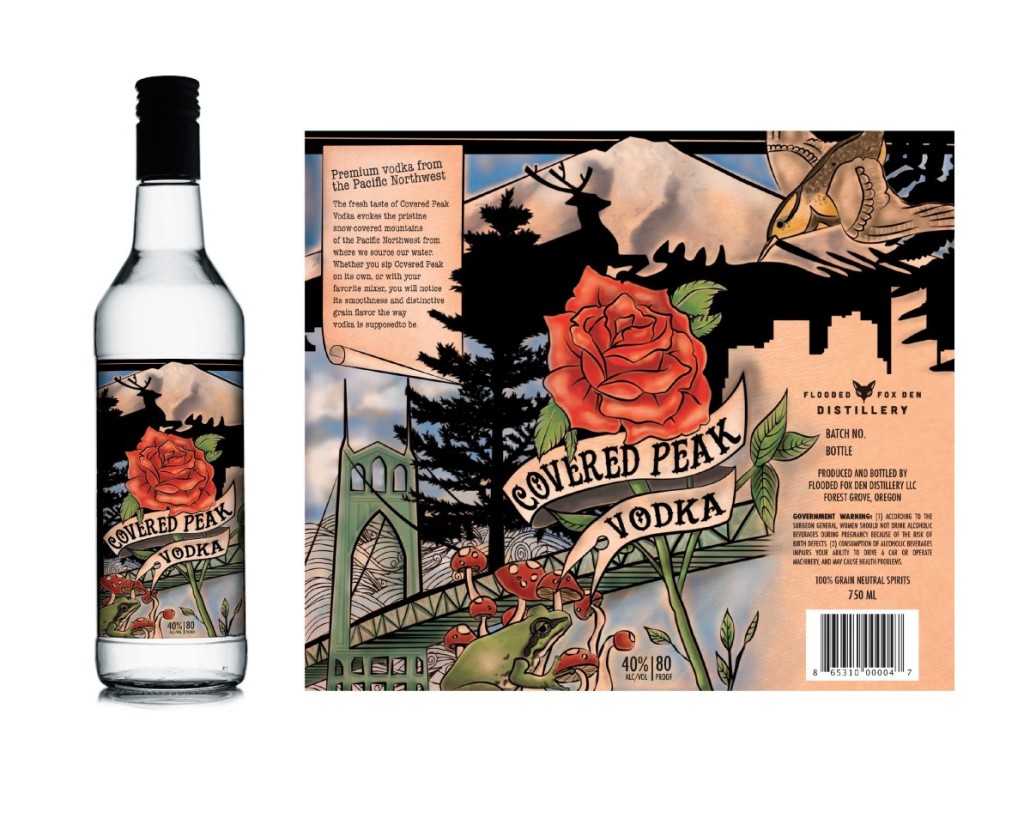 COVERED PEAK
VODKA
40% 80
ALC/VOL PROOF
Premium vodka from
the Pacific Northwest
The fresh taste of Covered Peak
Vodka evokes the pristine
snow-covered mountains
of the Pacific Northwest from
where we source our water.
Whether you sip Covered Peak
on its own, or with your
favorite mixer, you will notice
its smoothness and distinctive
grain flavor the way
vodka is supposedto be.
COVERED PEAK
VODKA
40% 80
ALC/VOL PROOF
FLOODED FOX DEN
DISTILLERY
BATCH NO.
BOTTLE
PRODUCED AND BOTTLED BY
FLOODED FOX DEN DISTILLERY LLC
FOREST GROVE, OREGON
GOVERNMENT WARNING: (1) ACCORDING TO THE
SURGEON GENERAL, WOMEN SHOULD NOT DRINK ALCOHOLIC
BEVERAGES DURING PREGNANCY BECAUSE OF THE RISK OF
BIRTH DEFECTS. (2) CONSUMPTION OF ALCOHOLIC BEVERAGES
IMPAIRS YOUR ABILITY TO DRIVE A CAR OR OPERATE
MACHINERY, AND MAY CAUSE HEALTH PROBLEMS.
100% GRAIN NEUTRAL SPIRITS
750 ML
8 65310 00004 7